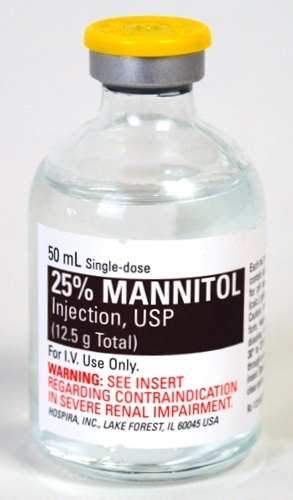 50 mL Single-dose
25% MANNITOL
Injection, USP
(12.5 g Total)
For I.V. Use Only.
WARNING: SEE INSERT
REGARDING CONTRAINDICATION
IN SEVERE RENAL IMPAIRMENT.
HOSPIRA, INC., LAKE FOREST, IL 60045 USA